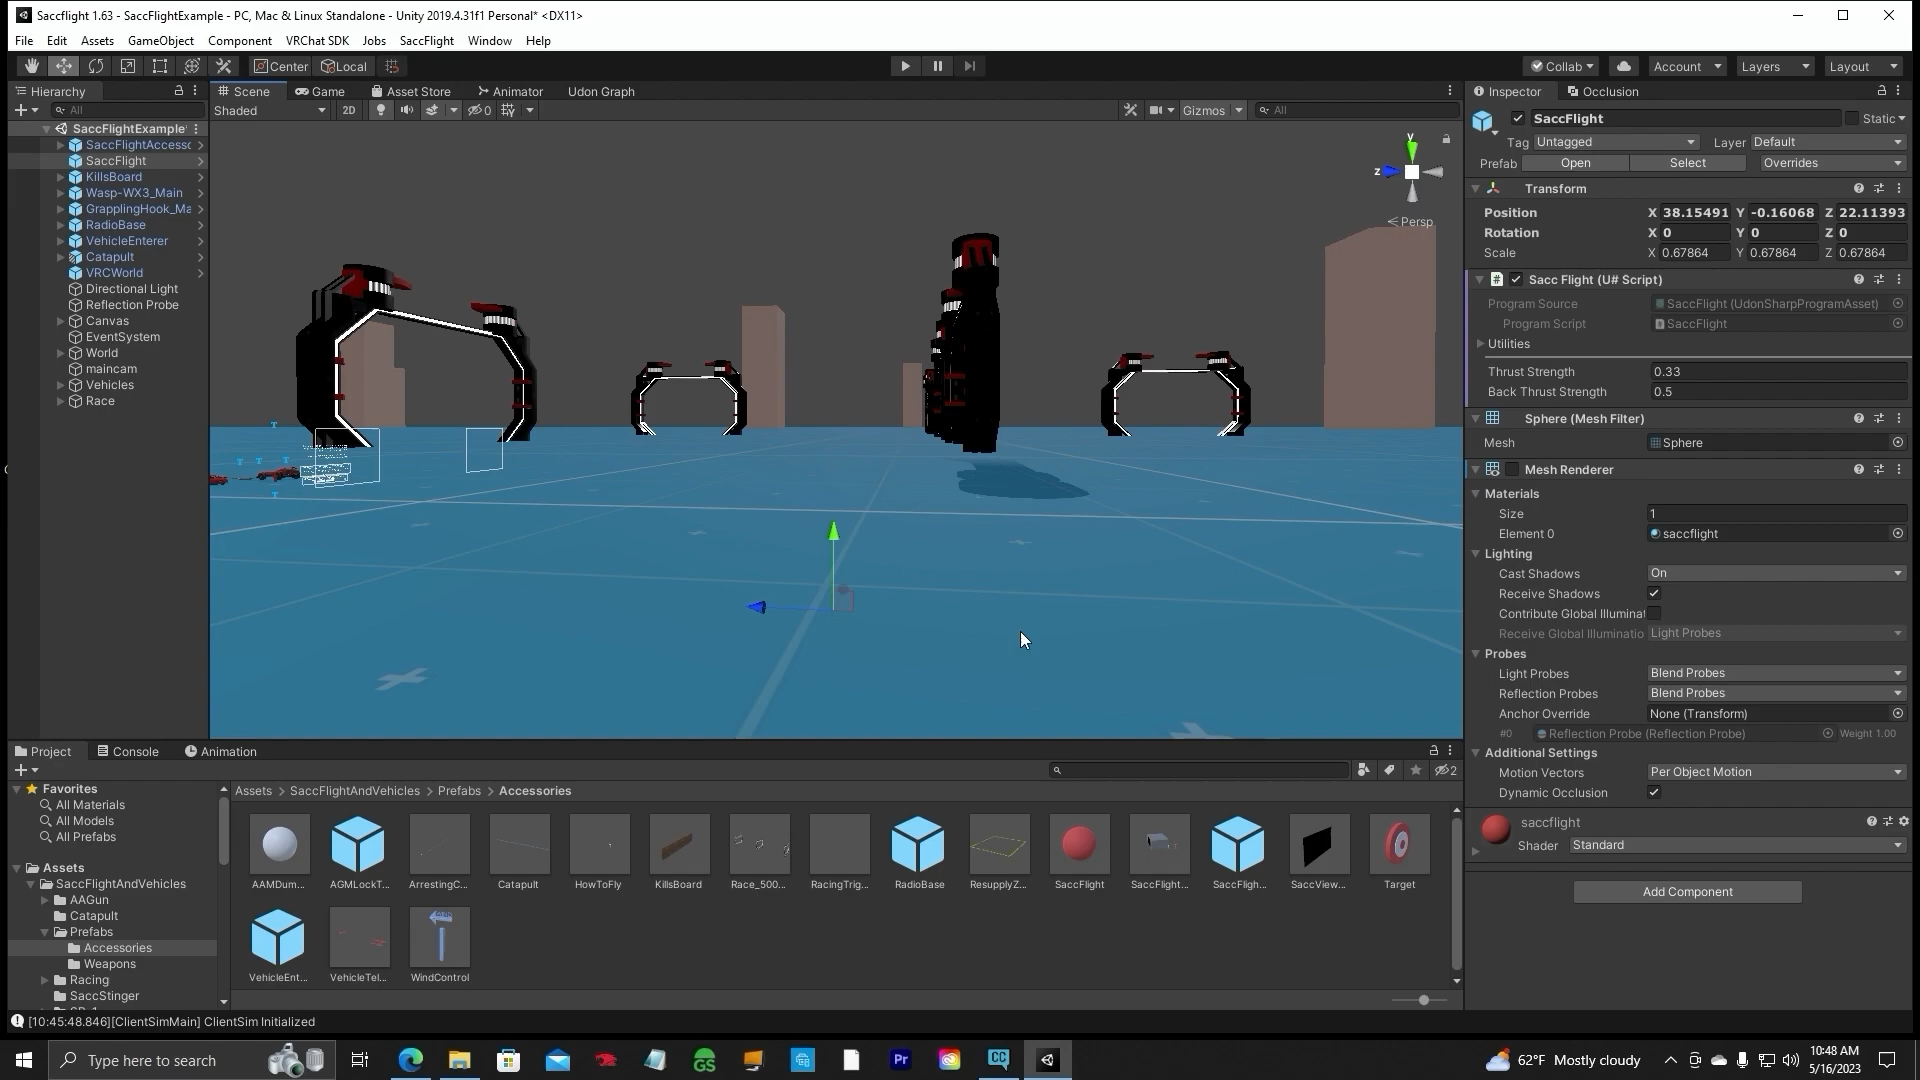 Saccflight 1.63 - SaccFlightExample - PC, Mac & Linux Standalone - Unity 2019.4.31f1 Personal* <DX11>
File Edit Assets GameObject Component VRChat SDK Jobs SaccFlight Window Help
Center Local Collab Account Layers Layout
Hierarchy
All
SaccFlightExample*
SaccFlightAccesso
SaccFlight
KillsBoard
Wasp-WX3_Main
GrapplingHook_Ma
RadioBase
VehicleEnterer
Catapult
VRCWorld
Directional Light
Reflection Probe
Canvas
EventSystem
World
maincam
Vehicles
Race
Scene Game Asset Store Animator Udon Graph
Shaded 2D 0 Gizmos All
y
z
Persp
Inspector Occlusion
SaccFlight Static
Tag Untagged Layer Default
Prefab Open Select Overrides
Transform
Position X 38.15491 Y -0.16068 Z 22.11393
Rotation X 0 Y 0 Z 0
Scale X 0.67864 Y 0.67864 Z 0.67864
Sacc Flight (U# Script)
Program Source SaccFlight (UdonSharpProgramAsset)
Program Script SaccFlight
Utilities
Thrust Strength 0.33
Back Thrust Strength 0.5
Sphere (Mesh Filter)
Mesh Sphere
Mesh Renderer
Materials
Size 1
Element 0 saccflight
Lighting
Cast Shadows On
Receive Shadows
Contribute Global Illuminat
Receive Global Illuminatio Light Probes
Probes
Light Probes Blend Probes
Reflection Probes Blend Probes
Anchor Override None (Transform)
#0 Reflection Probe (Reflection Probe) Weight 1.00
Additional Settings
Motion Vectors Per Object Motion
Dynamic Occlusion
saccflight
Shader Standard
Add Component
Project Console Animation
2
Favorites
All Materials
All Models
All Prefabs
Assets
SaccFlightAndVehicles
AAGun
Catapult
Prefabs
Accessories
Weapons
Racing
SaccStinger
Assets > SaccFlightAndVehicles > Prefabs > Accessories
AAMDum... AGMLockT... ArrestingC... Catapult HowToFly KillsBoard Race_500... RacingTrig... RadioBase ResupplyZ... SaccFlight SaccFlight... SaccFligh... SaccView... Target
VehicleEnt... VehicleTel... WindControl
[10:45:48.846][ClientSimMain] ClientSim Initialized
Type here to search
GS Pr CC
62°F Mostly cloudy
10:48 AM
5/16/2023